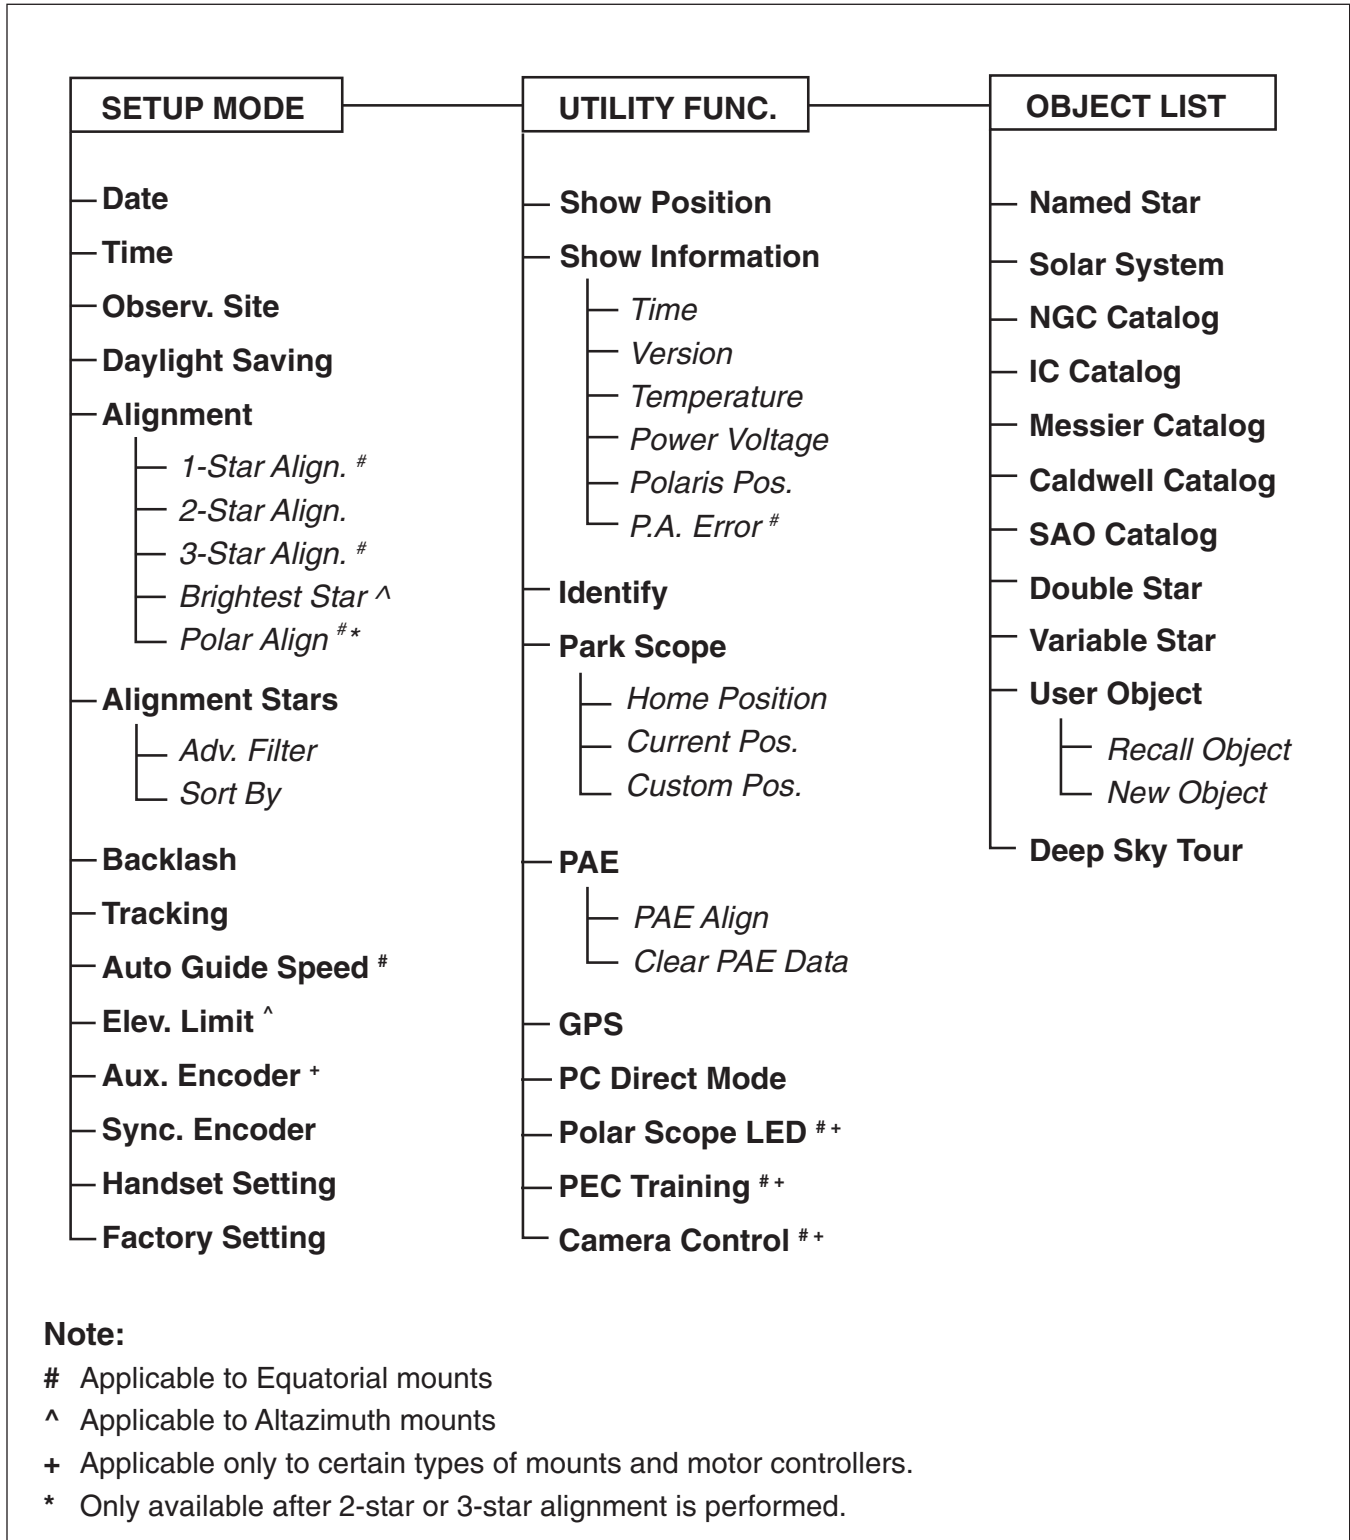 SETUP MODE
Date
Time
Observ. Site
Daylight Saving
Alignment
1-Star Align. #
2-Star Align.
3-Star Align. #
Brightest Star ^
Polar Align #*
Alignment Stars
Adv. Filter
Sort By
Backlash
Tracking
Auto Guide Speed #
Elev. Limit ^
Aux. Encoder +
Sync. Encoder
Handset Setting
Factory Setting
UTILITY FUNC.
Show Position
Show Information
Time
Version
Temperature
Power Voltage
Polaris Pos.
P.A. Error #
Identify
Park Scope
Home Position
Current Pos.
Custom Pos.
PAE
PAE Align
Clear PAE Data
GPS
PC Direct Mode
Polar Scope LED # +
PEC Training # +
Camera Control # +
OBJECT LIST
Named Star
Solar System
NGC Catalog
IC Catalog
Messier Catalog
Caldwell Catalog
SAO Catalog
Double Star
Variable Star
User Object
Recall Object
New Object
Deep Sky Tour
Note:
# Applicable to Equatorial mounts
^ Applicable to Altazimuth mounts
+ Applicable only to certain types of mounts and motor controllers.
* Only available after 2-star or 3-star alignment is performed.